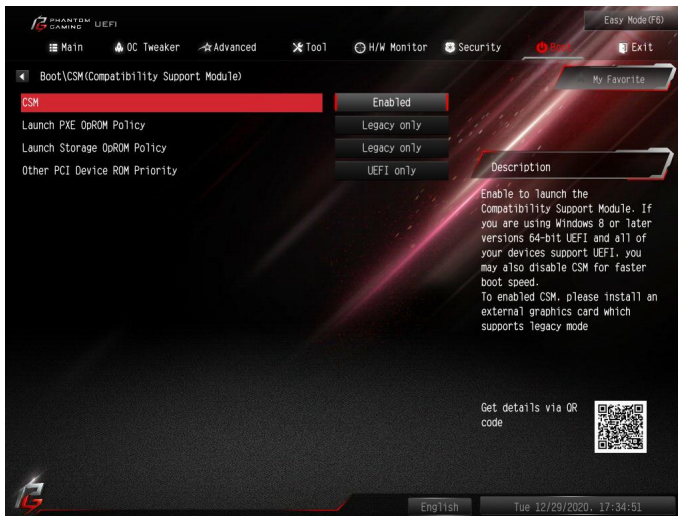 PHANTOM GAMING UEFI
Easy Mode(F6)
Main OC Tweaker Advanced Tool H/W Monitor Security Boot Exit
Boot\CSM(Compatibility Support Module)
My Favorite
CSM Enabled
Launch PXE OpROM Policy Legacy only
Launch Storage OpROM Policy Legacy only
Other PCI Device ROM Priority UEFI only
Description
Enable to launch the
Compatibility Support Module. If
you are using Windows 8 or later
versions 64-bit UEFI and all of
your devices support UEFI, you
may also disable CSM for faster
boot speed.
To enabled CSM, please install an
external graphics card which
supports legacy mode
Get details via QR
code
English
Tue 12/29/2020, 17:34:51